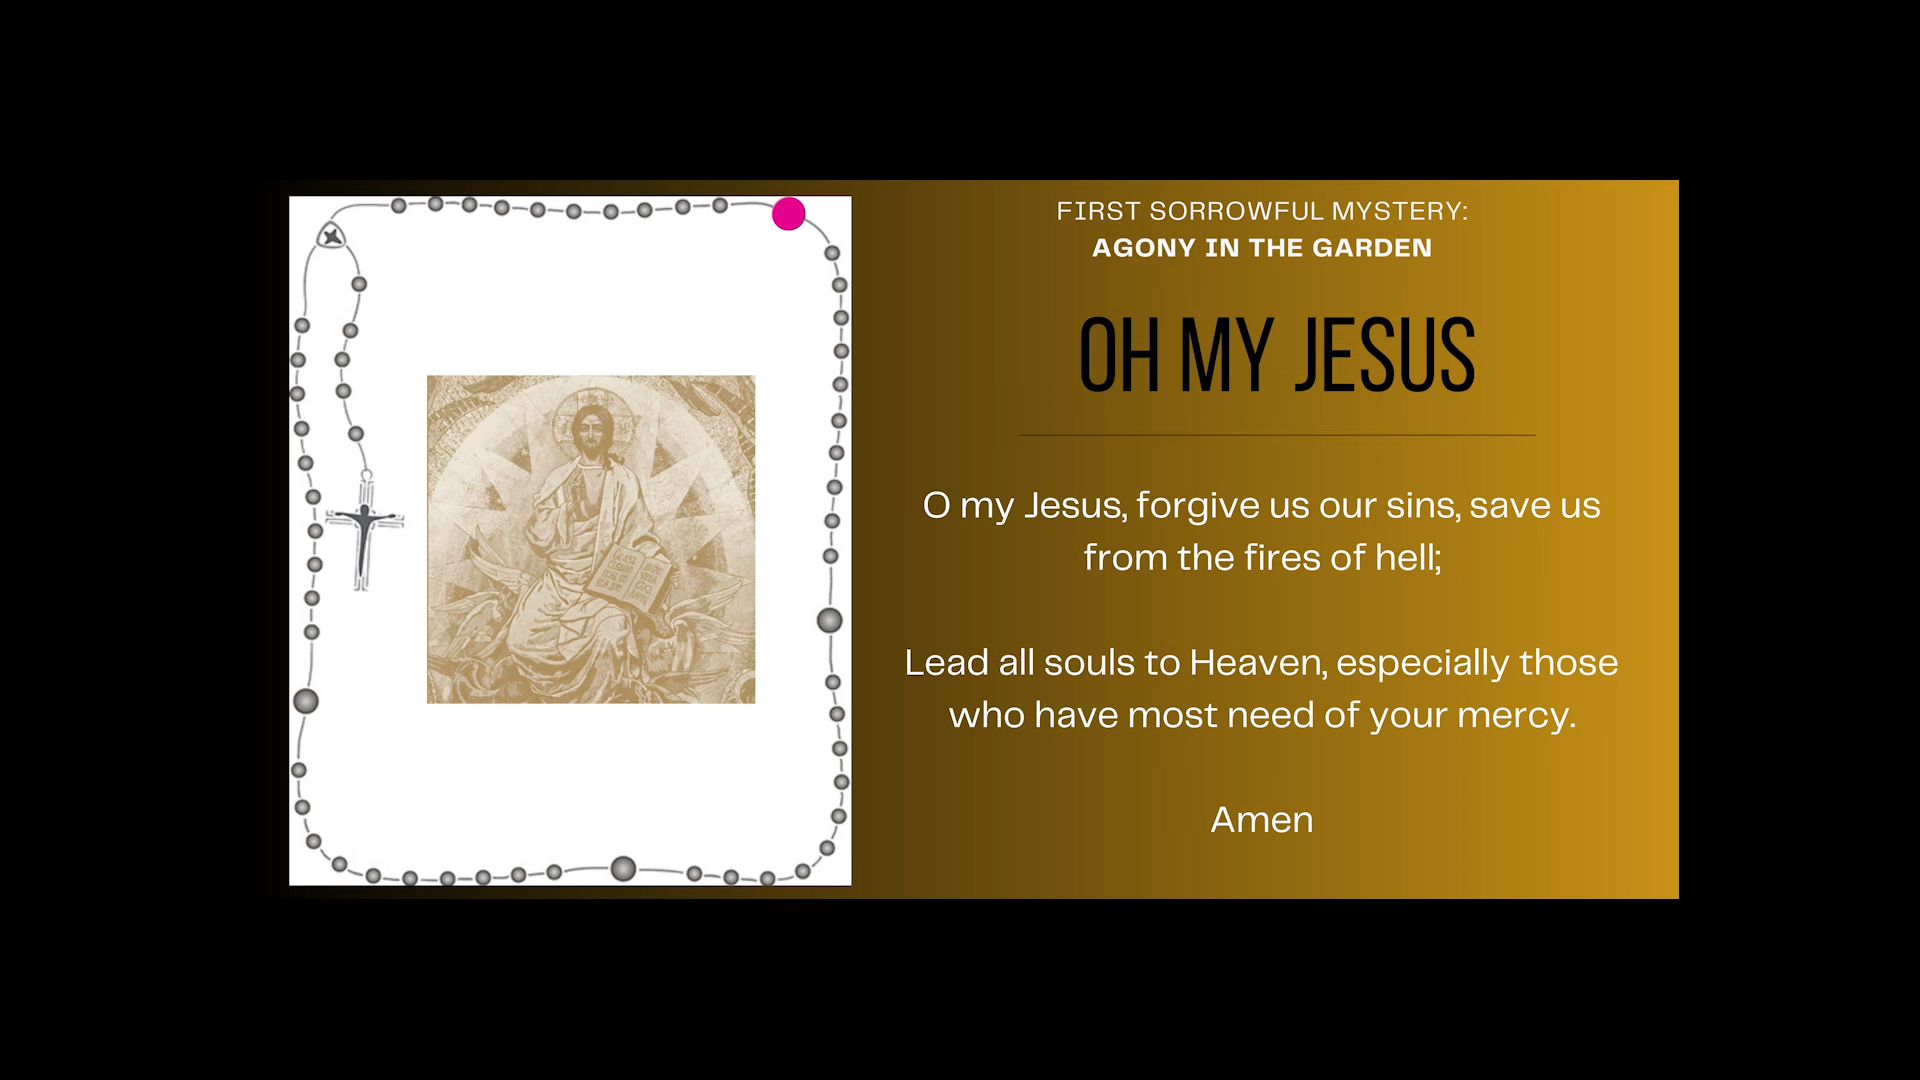 FIRST SORROWFUL MYSTERY:
AGONY IN THE GARDEN
OH MY JESUS
O my Jesus, forgive us our sins, save us
from the fires of hell;
Lead all souls to Heaven, especially those
who have most need of your mercy.
Amen